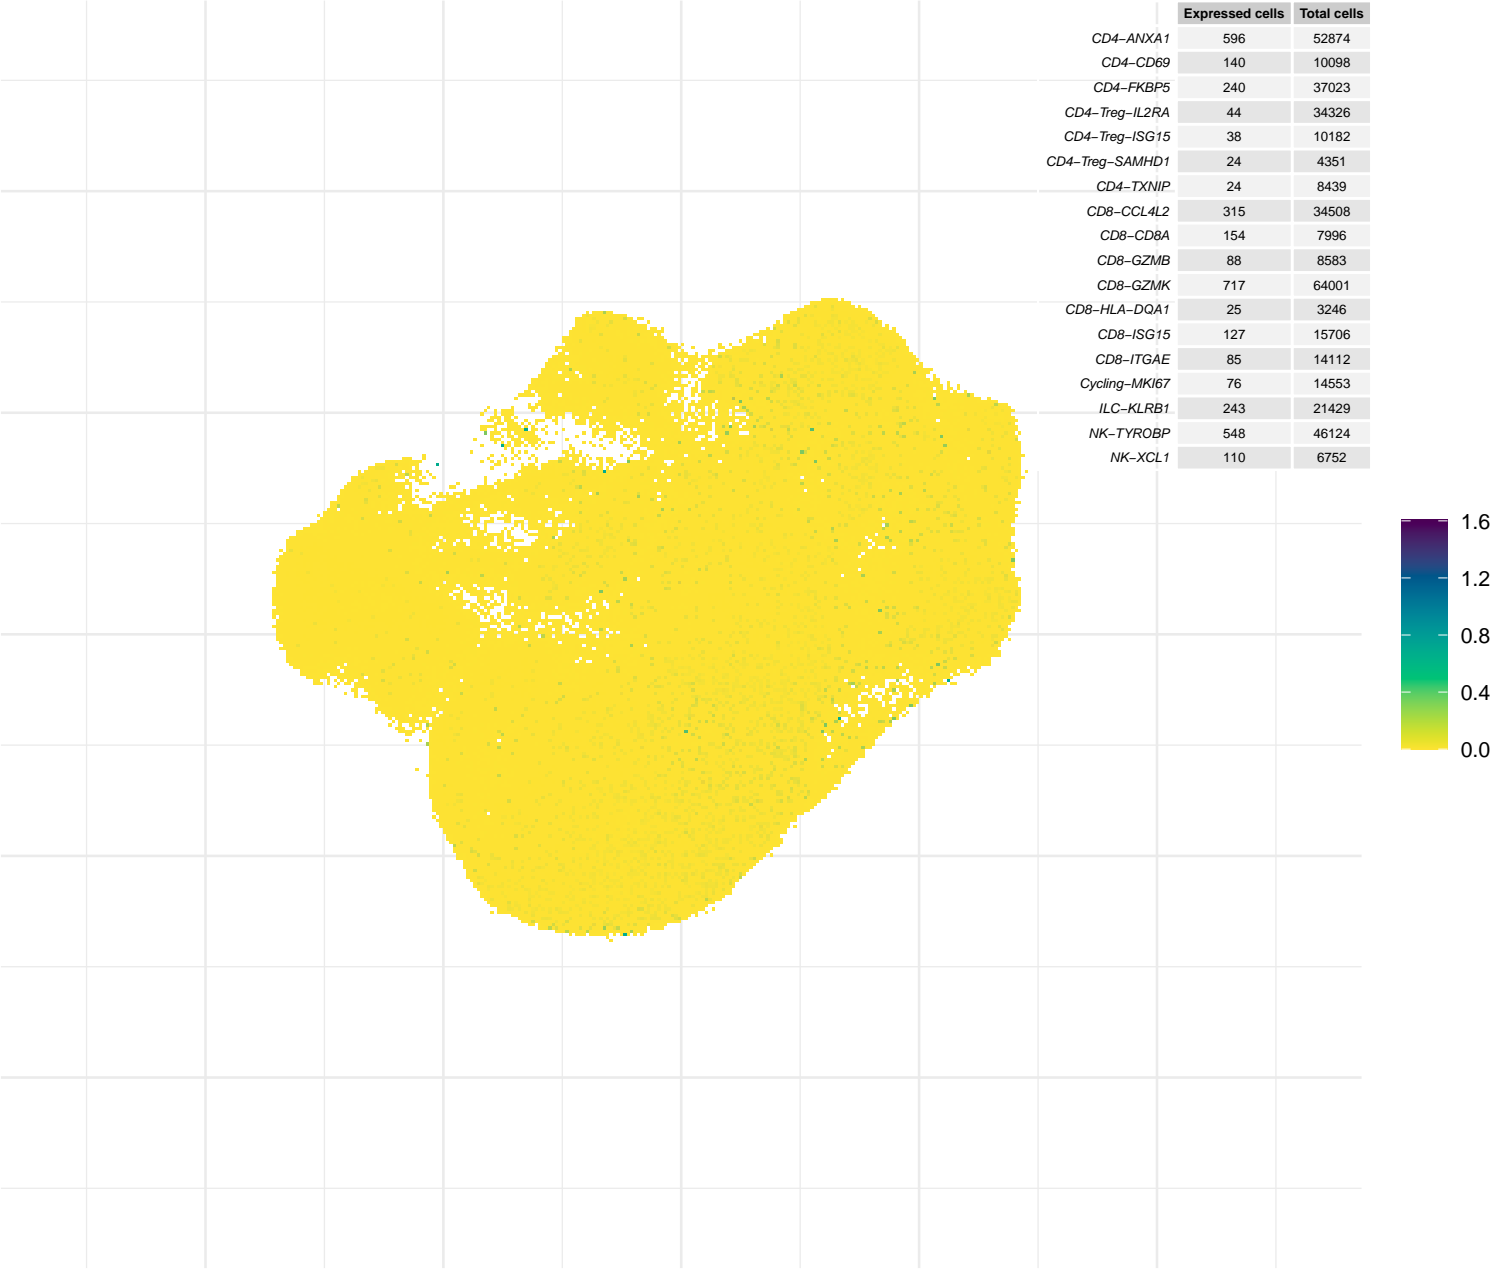 Expressed cells Total cells
CD4−ANXA1 596 52874
CD4−CD69 140 10098
CD4−FKBP5 240 37023
CD4−Treg−IL2RA 44 34326
CD4−Treg−ISG15 38 10182
CD4−Treg−SAMHD1 24 4351
CD4−TXNIP 24 8439
CD8−CCL4L2 315 34508
CD8−CD8A 154 7996
CD8−GZMB 88 8583
CD8−GZMK 717 64001
CD8−HLA−DQA1 25 3246
CD8−ISG15 127 15706
CD8−ITGAE 85 14112
Cycling−MKI67 76 14553
ILC−KLRB1 243 21429
NK−TYROBP 548 46124
NK−XCL1 110 6752
1.6
1.2
0.8
0.4
0.0